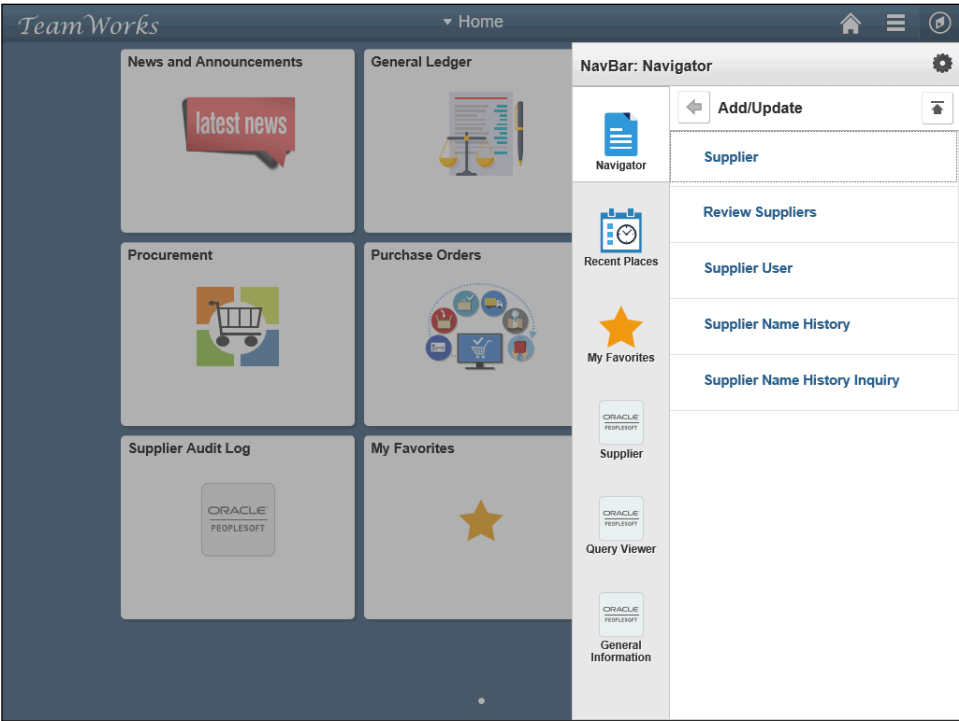 TeamWorks
Home
News and Announcements
latest news
General Ledger
Procurement
Purchase Orders
Supplier Audit Log
ORACLE
PEOPLESOFT
My Favorites
NavBar: Navigator
Navigator
Recent Places
My Favorites
ORACLE
PEOPLESOFT
Supplier
ORACLE
PEOPLESOFT
Query Viewer
ORACLE
PEOPLESOFT
General
Information
Add/Update
Supplier
Review Suppliers
Supplier User
Supplier Name History
Supplier Name History Inquiry